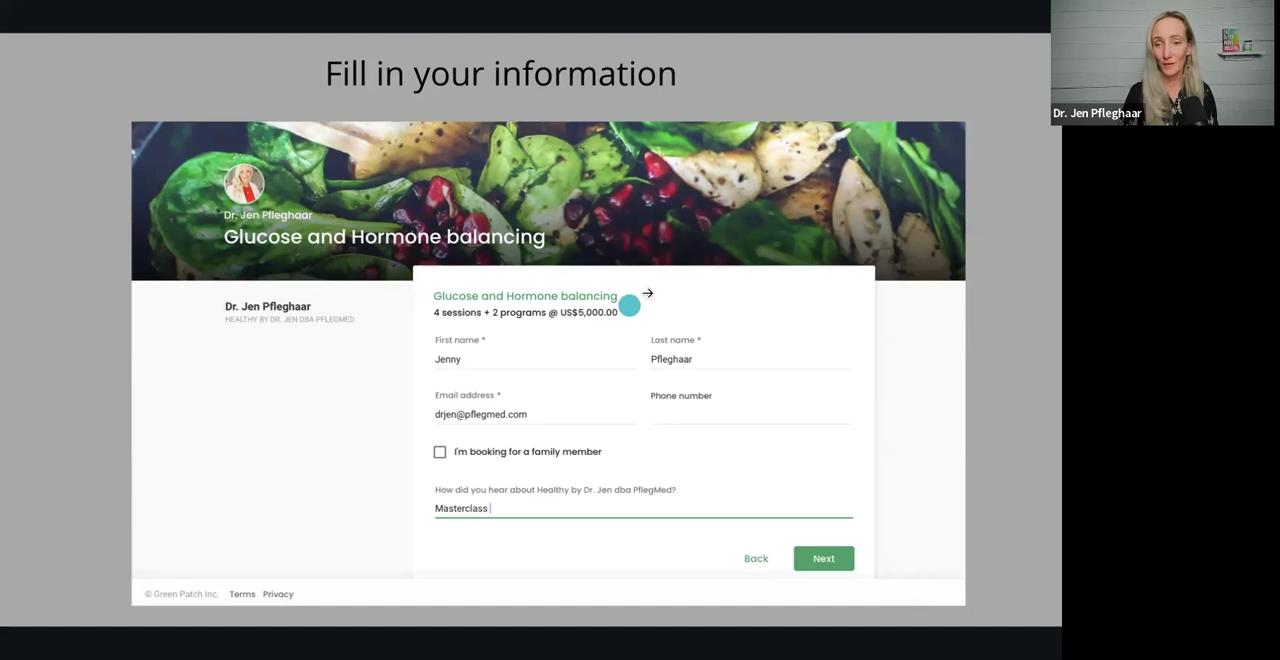 Fill in your information
Dr. Jen Pfleghaar
Dr. Jen Pfleghaar
Glucose and Hormone balancing
Dr. Jen Pfleghaar
HEALTHY BY DR. JEN DBA PFLEGMED
Glucose and Hormone balancing
4 sessions + 2 programs @ US$5,000.00
First name *
Last name *
Jenny
Pfleghaar
Email address *
Phone number
drjen@pflegmed.com
I'm booking for a family member
How did you hear about Healthy by Dr. Jen dba PflegMed?
Masterclass
Back
Next
© Green Patch Inc.
Terms
Privacy